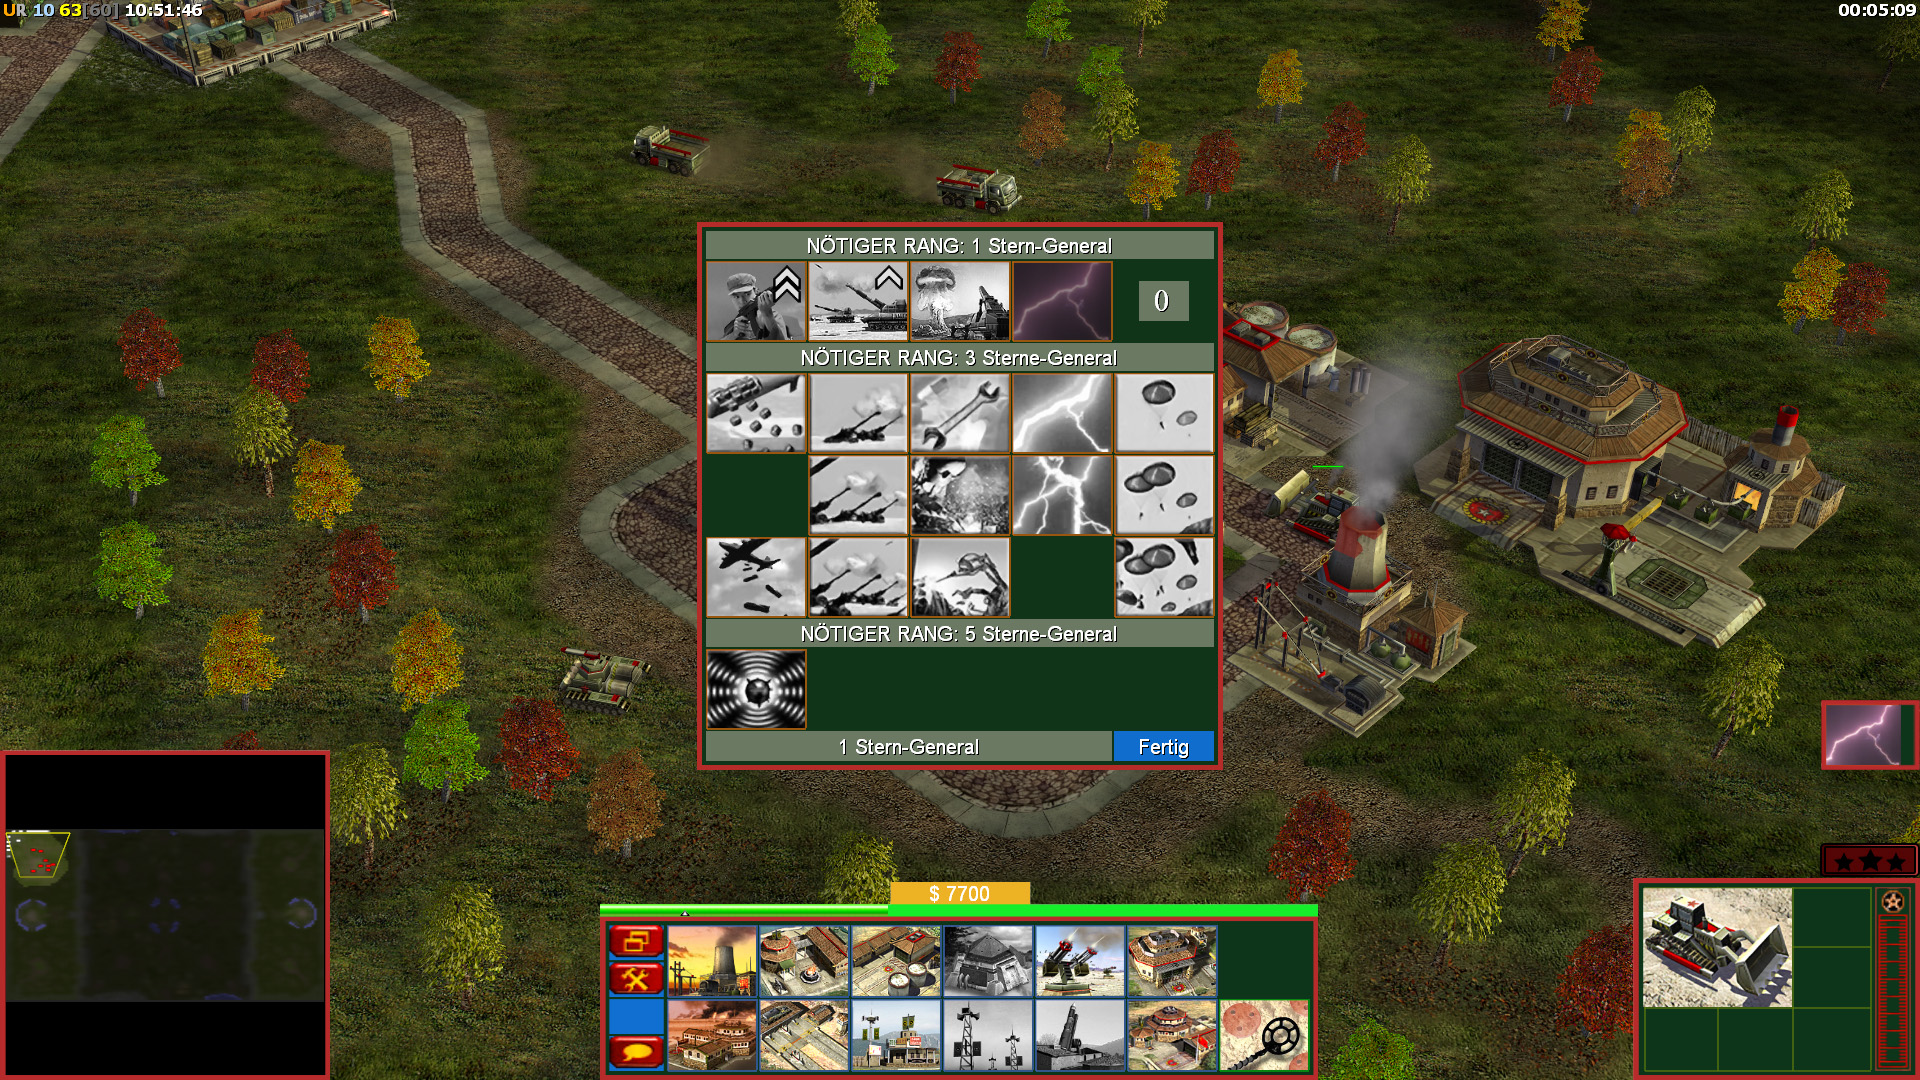 UR 10 63[60] 10:51:46
00:05:09
NÖTIGER RANG: 1 Stern-General
0
NÖTIGER RANG: 3 Sterne-General
NÖTIGER RANG: 5 Sterne-General
1 Stern-General
Fertig
$ 7700